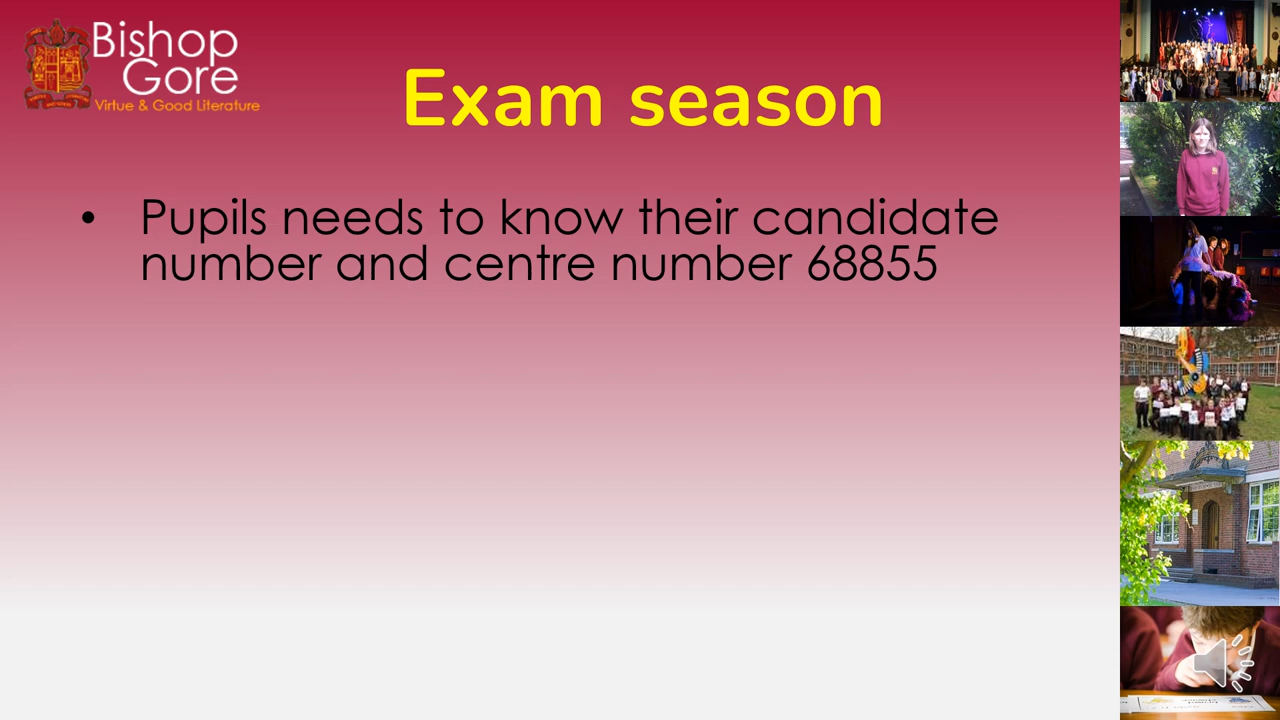 Bishop
Gore
Virtue & Good Literature
Exam season
• Pupils needs to know their candidate
number and centre number 68855